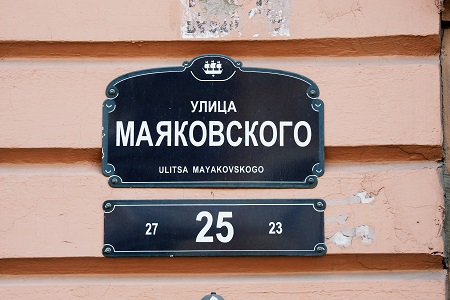 УЛИЦА
МАЯКОВСКОГО
ULITSA MAYAKOVSKOGO
27 25 23